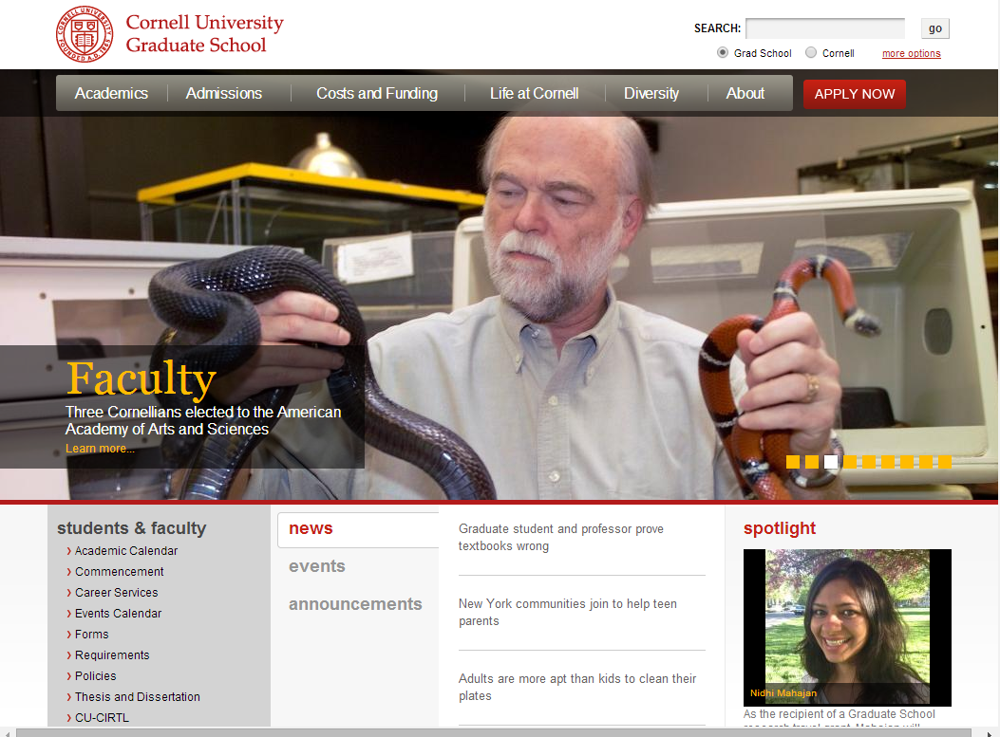 Cornell University
Graduate School
SEARCH:
go
Grad School
Cornell
more options
Academics
Admissions
Costs and Funding
Life at Cornell
Diversity
About
APPLY NOW
Faculty
Three Cornellians elected to the American
Academy of Arts and Sciences
Learn more...
students & faculty
Academic Calendar
Commencement
Career Services
Events Calendar
Forms
Requirements
Policies
Thesis and Dissertation
CU-CIRTL
news
events
announcements
Graduate student and professor prove
textbooks wrong
New York communities join to help teen
parents
Adults are more apt than kids to clean their
plates
spotlight
Nidhi Mahajan
As the recipient of a Graduate School